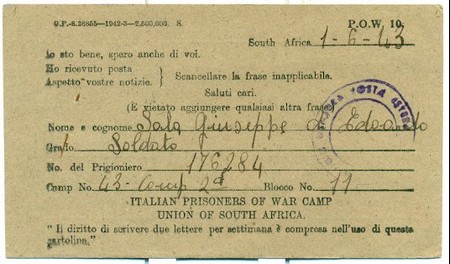 G.P.-S.26855—1942-3—7,500,000. S.
P.O.W. 10.
South Africa 1-6-43
Io sto bene, spero anche di voi.
Ho ricevuto posta
Aspetto vostre notizie. } Scancellare la frase inapplicabile.
Saluti cari.
(E vietato aggiungere qualsiasi altra frase)
Nome e cognome Sala Giuseppe di Edoardo
Grado Soldato
No. del Prigioniero 176284
Camp No. 43- Comp 2a Blocco No. 11
ITALIAN PRISONERS OF WAR CAMP
UNION OF SOUTH AFRICA.
" Il diritto di scrivere due lettere per settimana è compresa nell'uso di questa
cartolina."
POSTA ESTERA